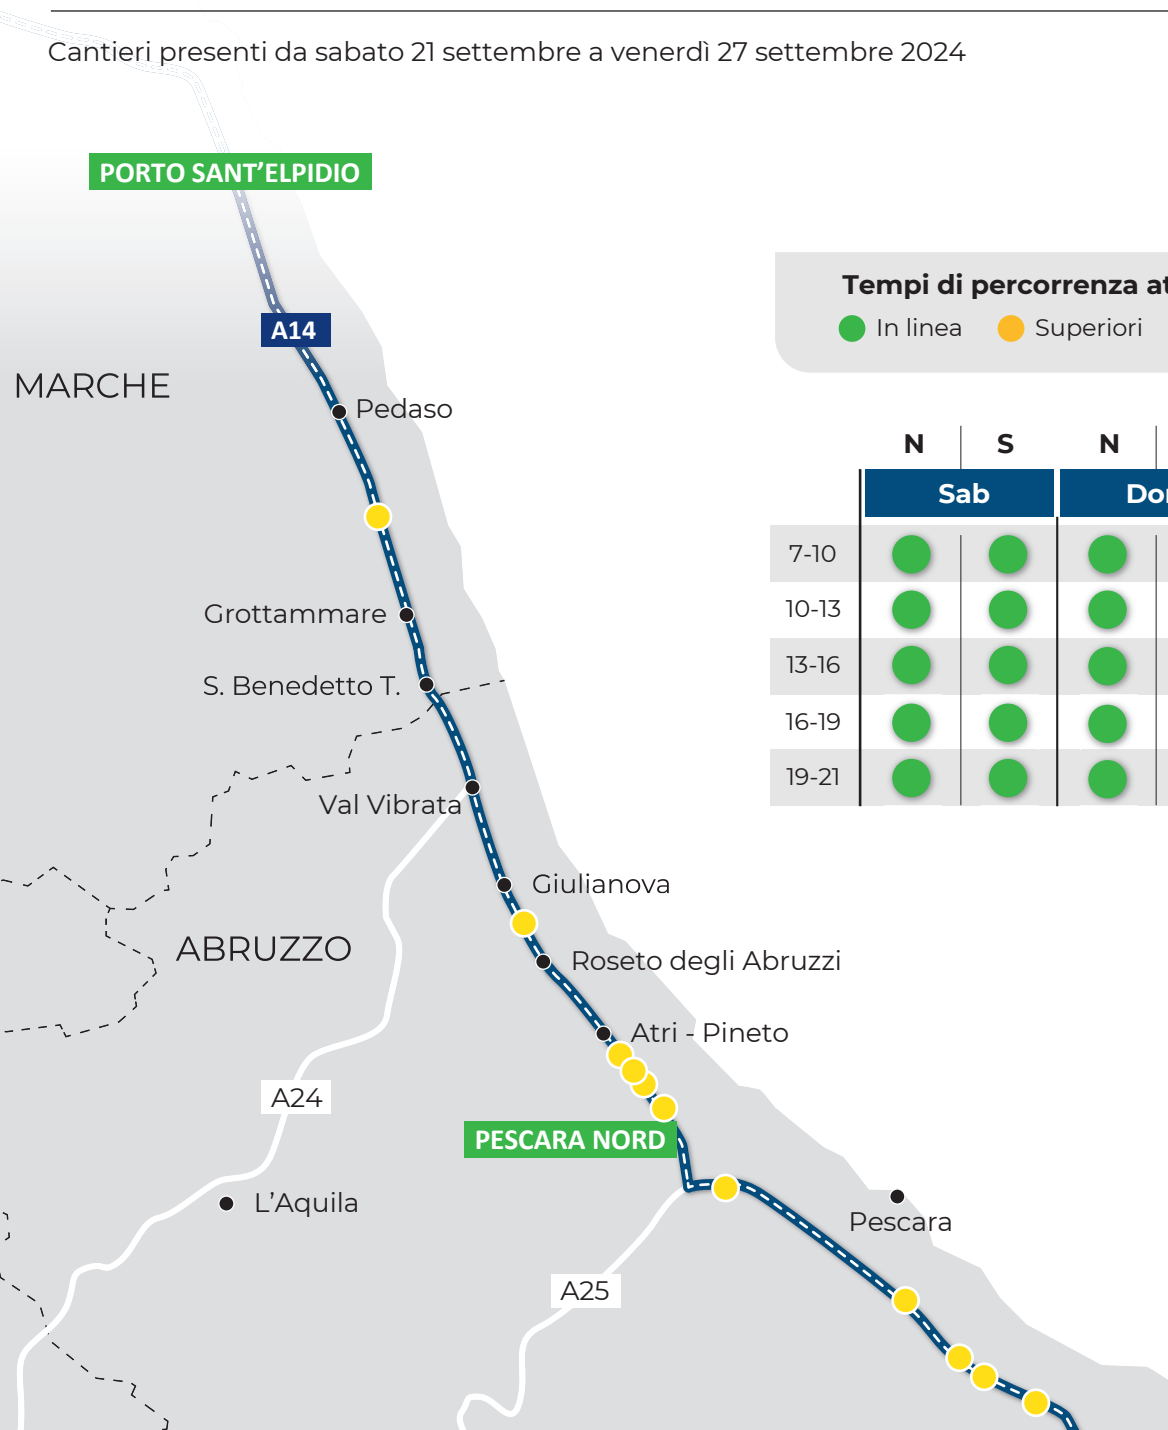 Cantieri presenti da sabato 21 settembre a venerdì 27 settembre 2024
PORTO SANT'ELPIDIO
A14
MARCHE
Pedaso
Grottammare
S. Benedetto T.
Val Vibrata
Giulianova
ABRUZZO
Roseto degli Abruzzi
Atri - Pineto
A24
PESCARA NORD
L'Aquila
Pescara
A25
Tempi di percorrenza
In linea
Superiori
N S N
Sab
7-10
10-13
13-16
16-19
19-21